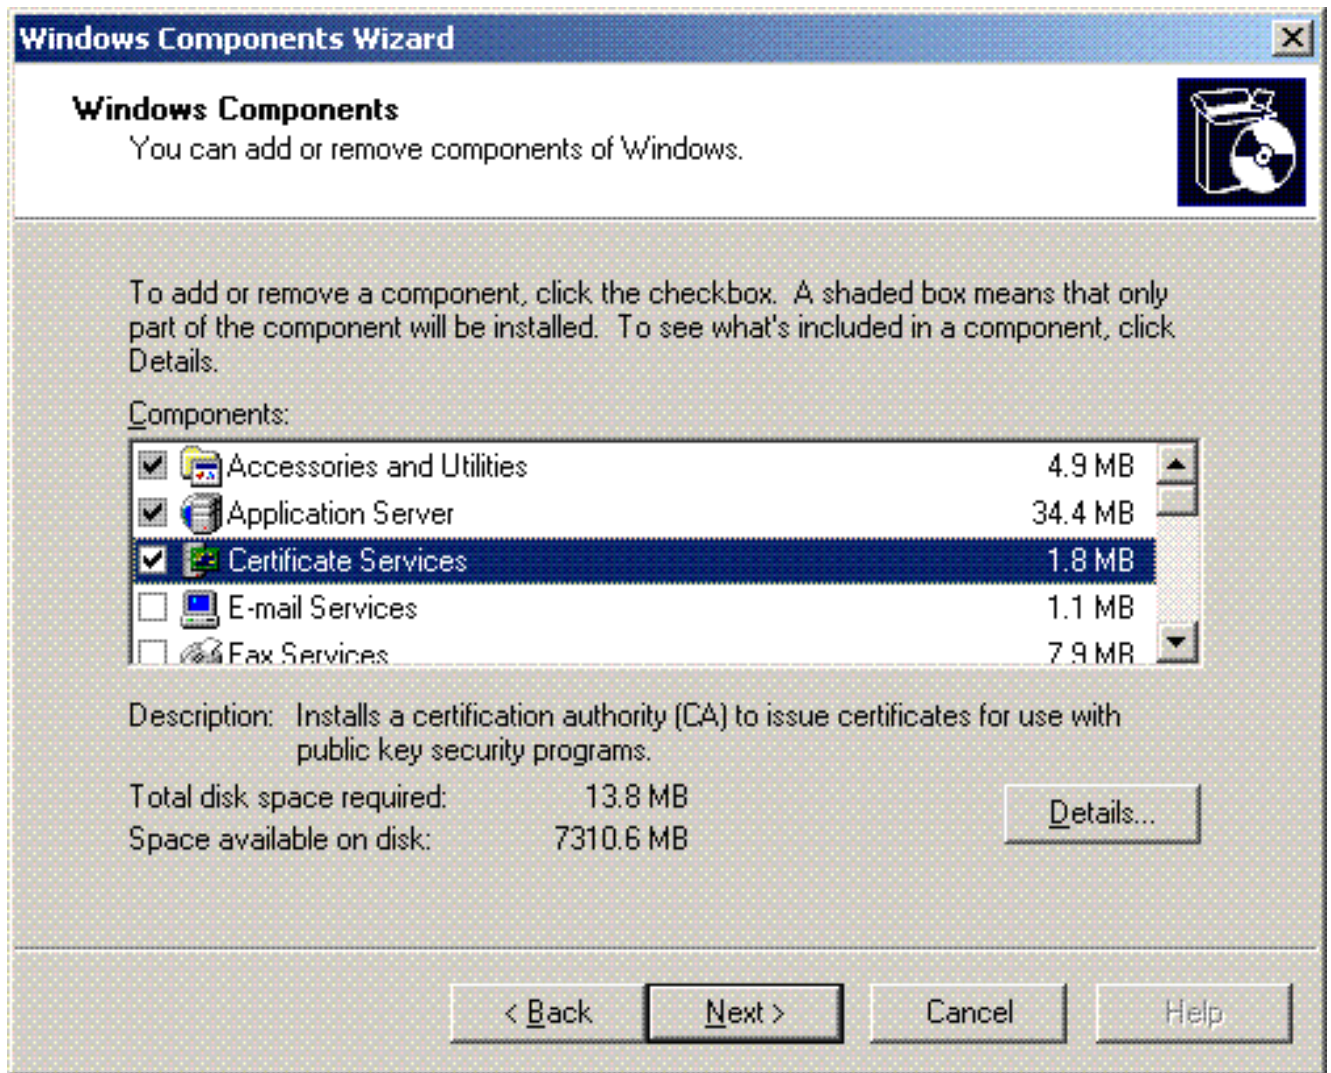 Windows Components Wizard
Windows Components
You can add or remove components of Windows.
To add or remove a component, click the checkbox. A shaded box means that only
part of the component will be installed. To see what's included in a component, click
Details.
Components:
Accessories and Utilities 4.9 MB
Application Server 34.4 MB
Certificate Services 1.8 MB
E-mail Services 1.1 MB
Fax Services 7.9 MB
Description: Installs a certification authority (CA) to issue certificates for use with
public key security programs.
Total disk space required: 13.8 MB
Space available on disk: 7310.6 MB
Details...
< Back Next > Cancel Help